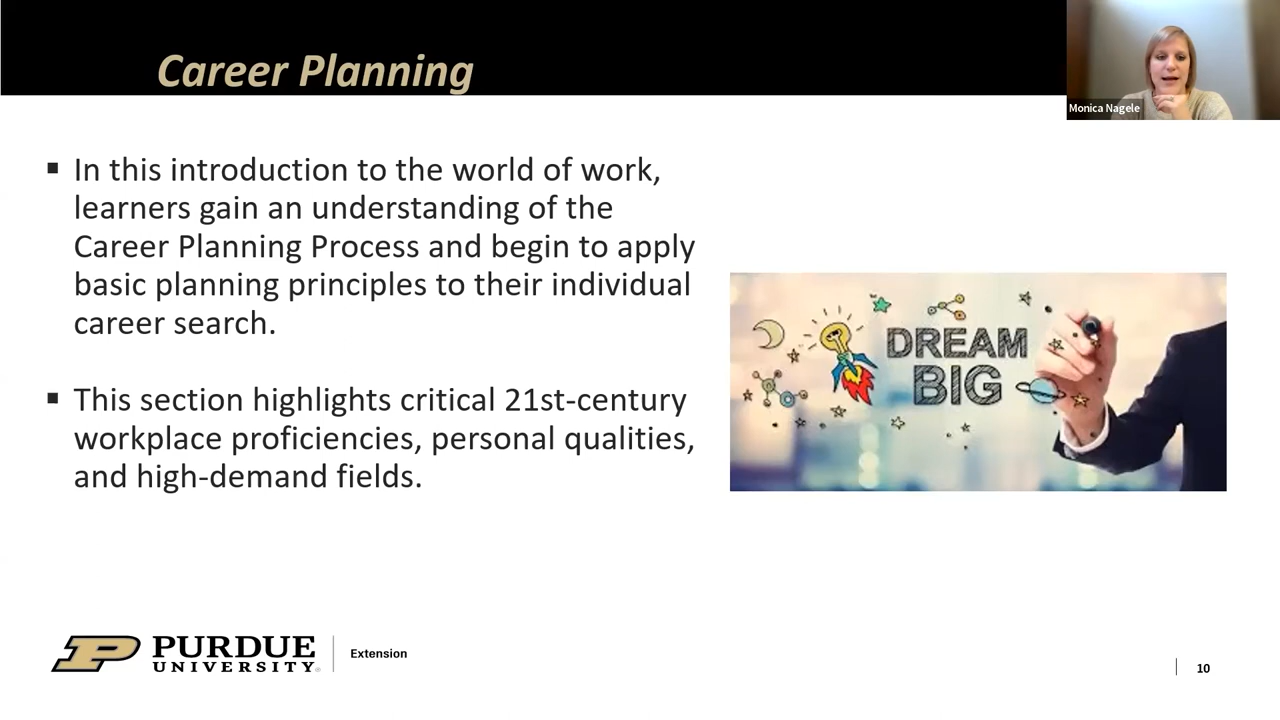 Career Planning
Monica Nagele
▪ In this introduction to the world of work,
learners gain an understanding of the
Career Planning Process and begin to apply
basic planning principles to their individual
career search.
▪ This section highlights critical 21st-century
workplace proficiencies, personal qualities,
and high-demand fields.
DREAM
BIG
P PURDUE
UNIVERSITY®
Extension
10